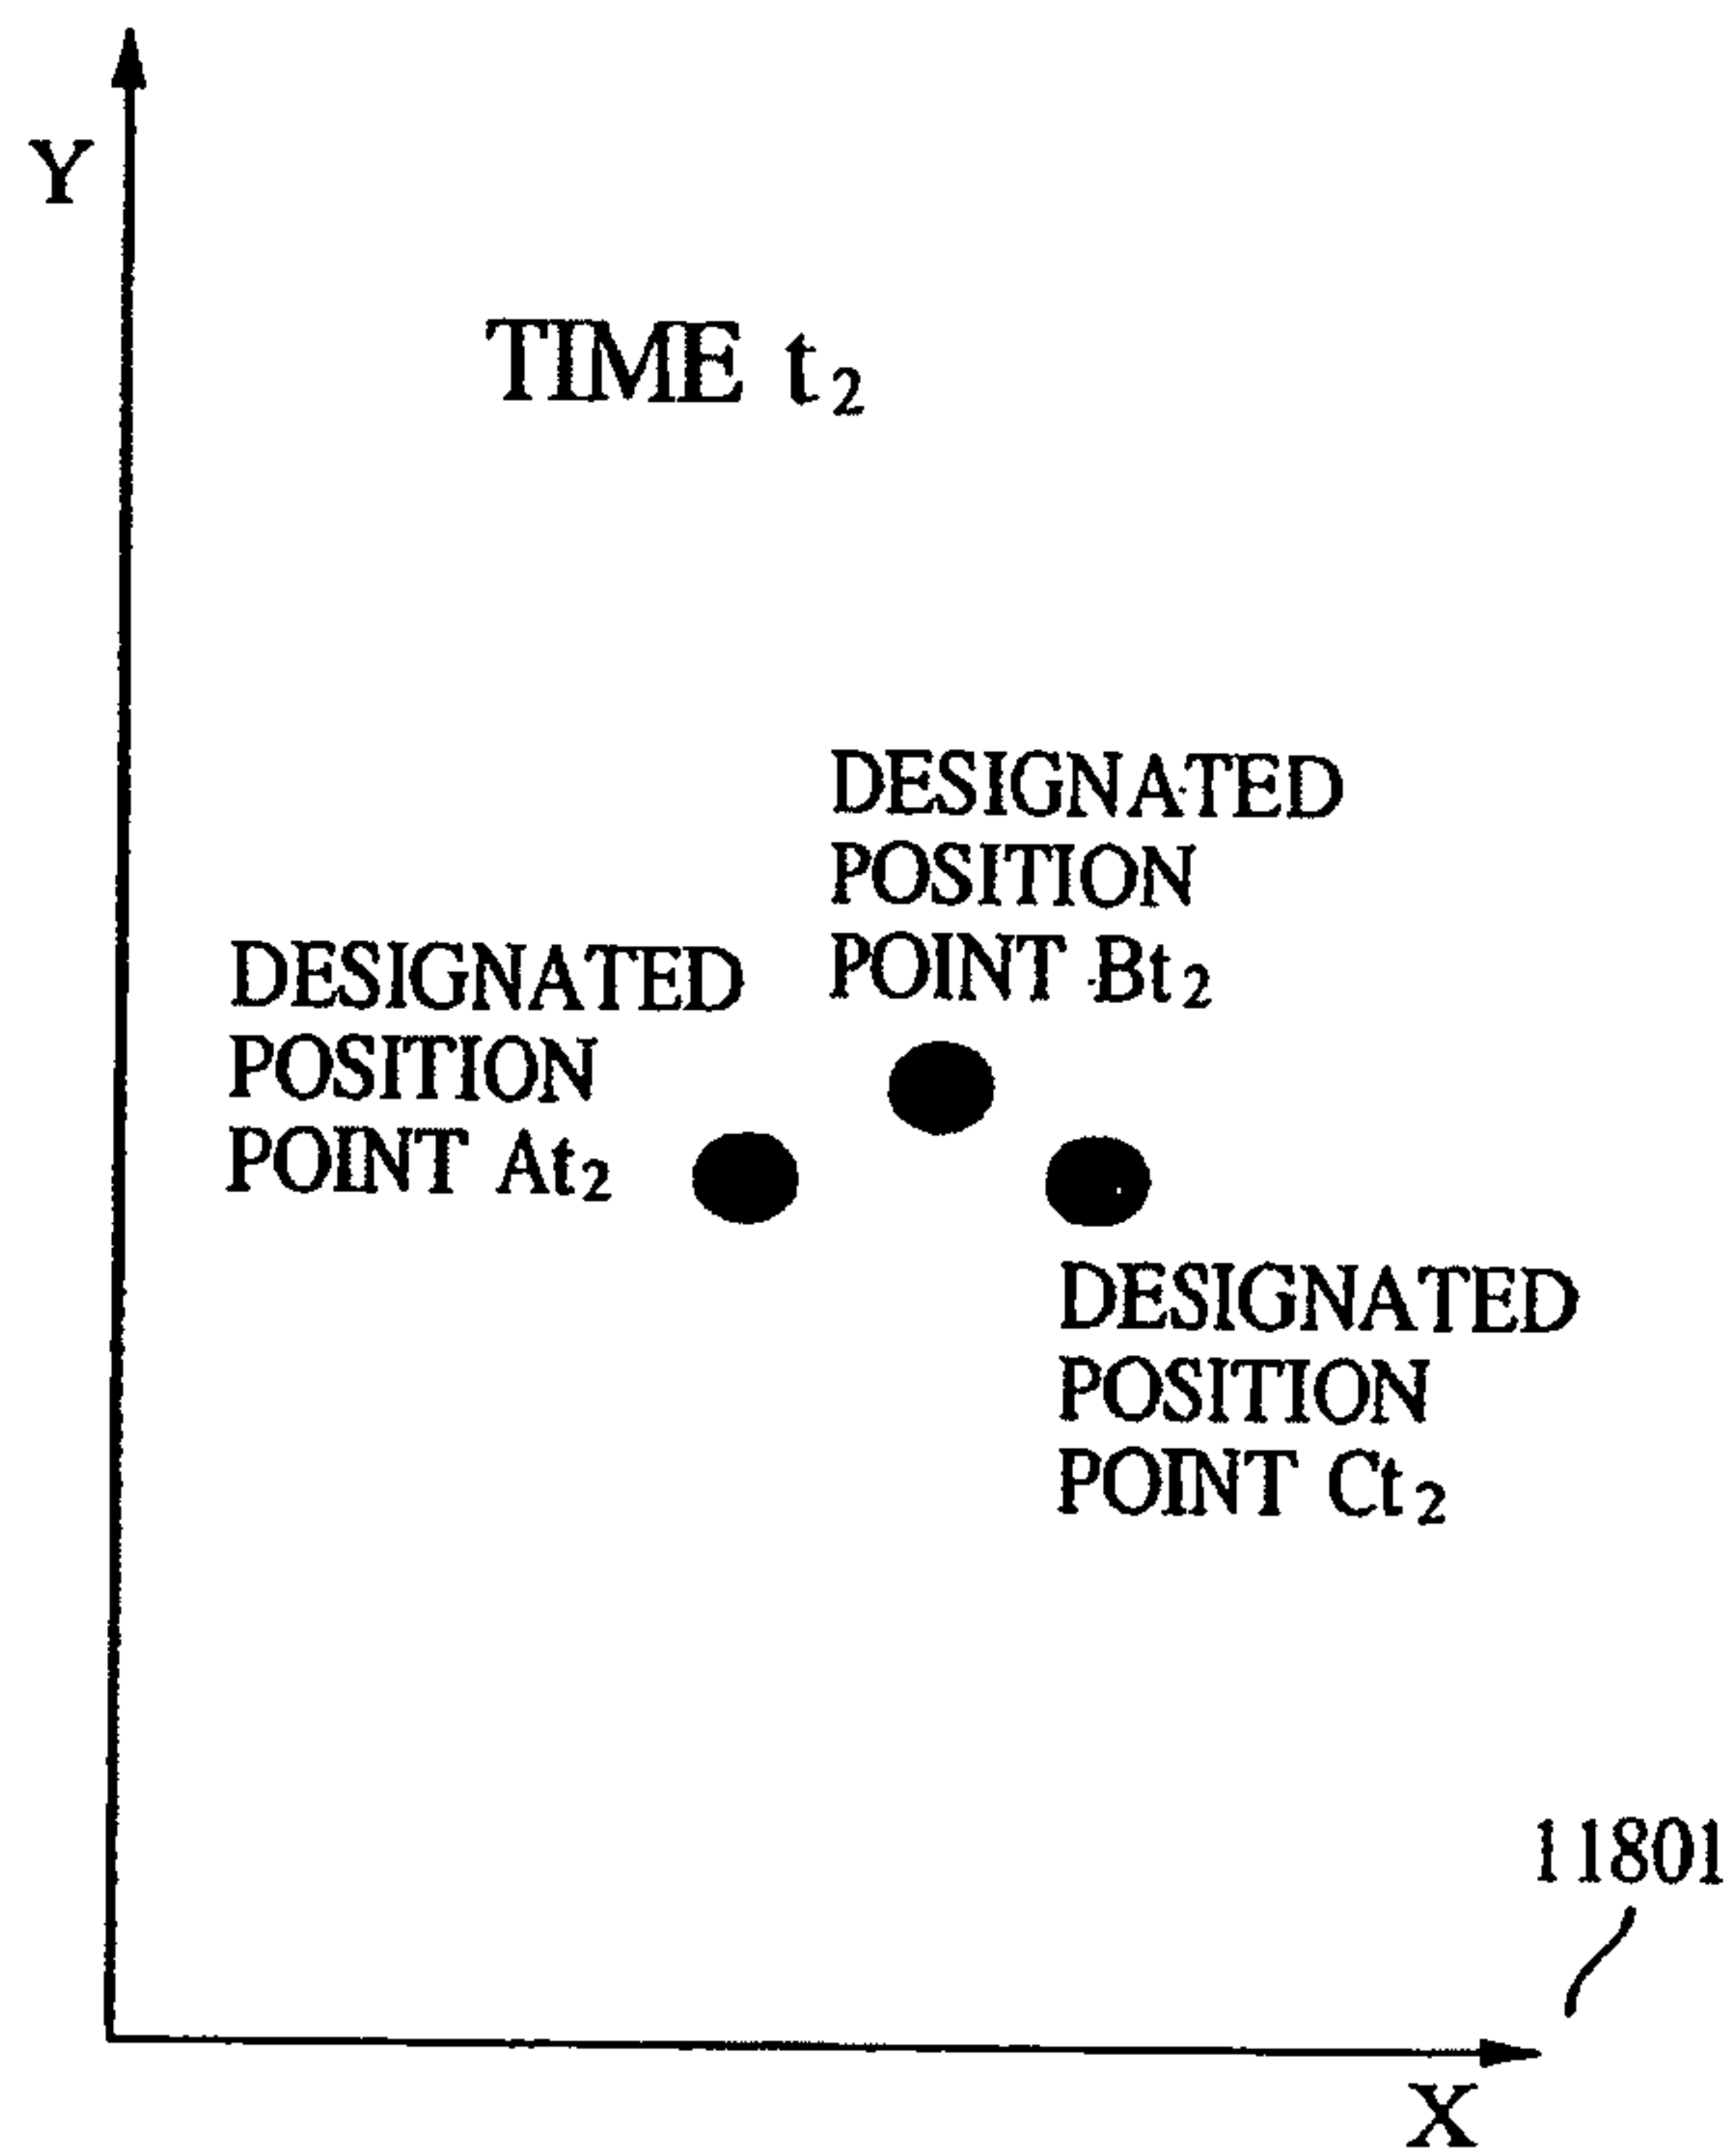 Y
TIME t₂
DESIGNATED
POSITION
POINT Bt₂
DESIGNATED
POSITION
POINT At₂
DESIGNATED
POSITION
POINT Ct₂
11801
X